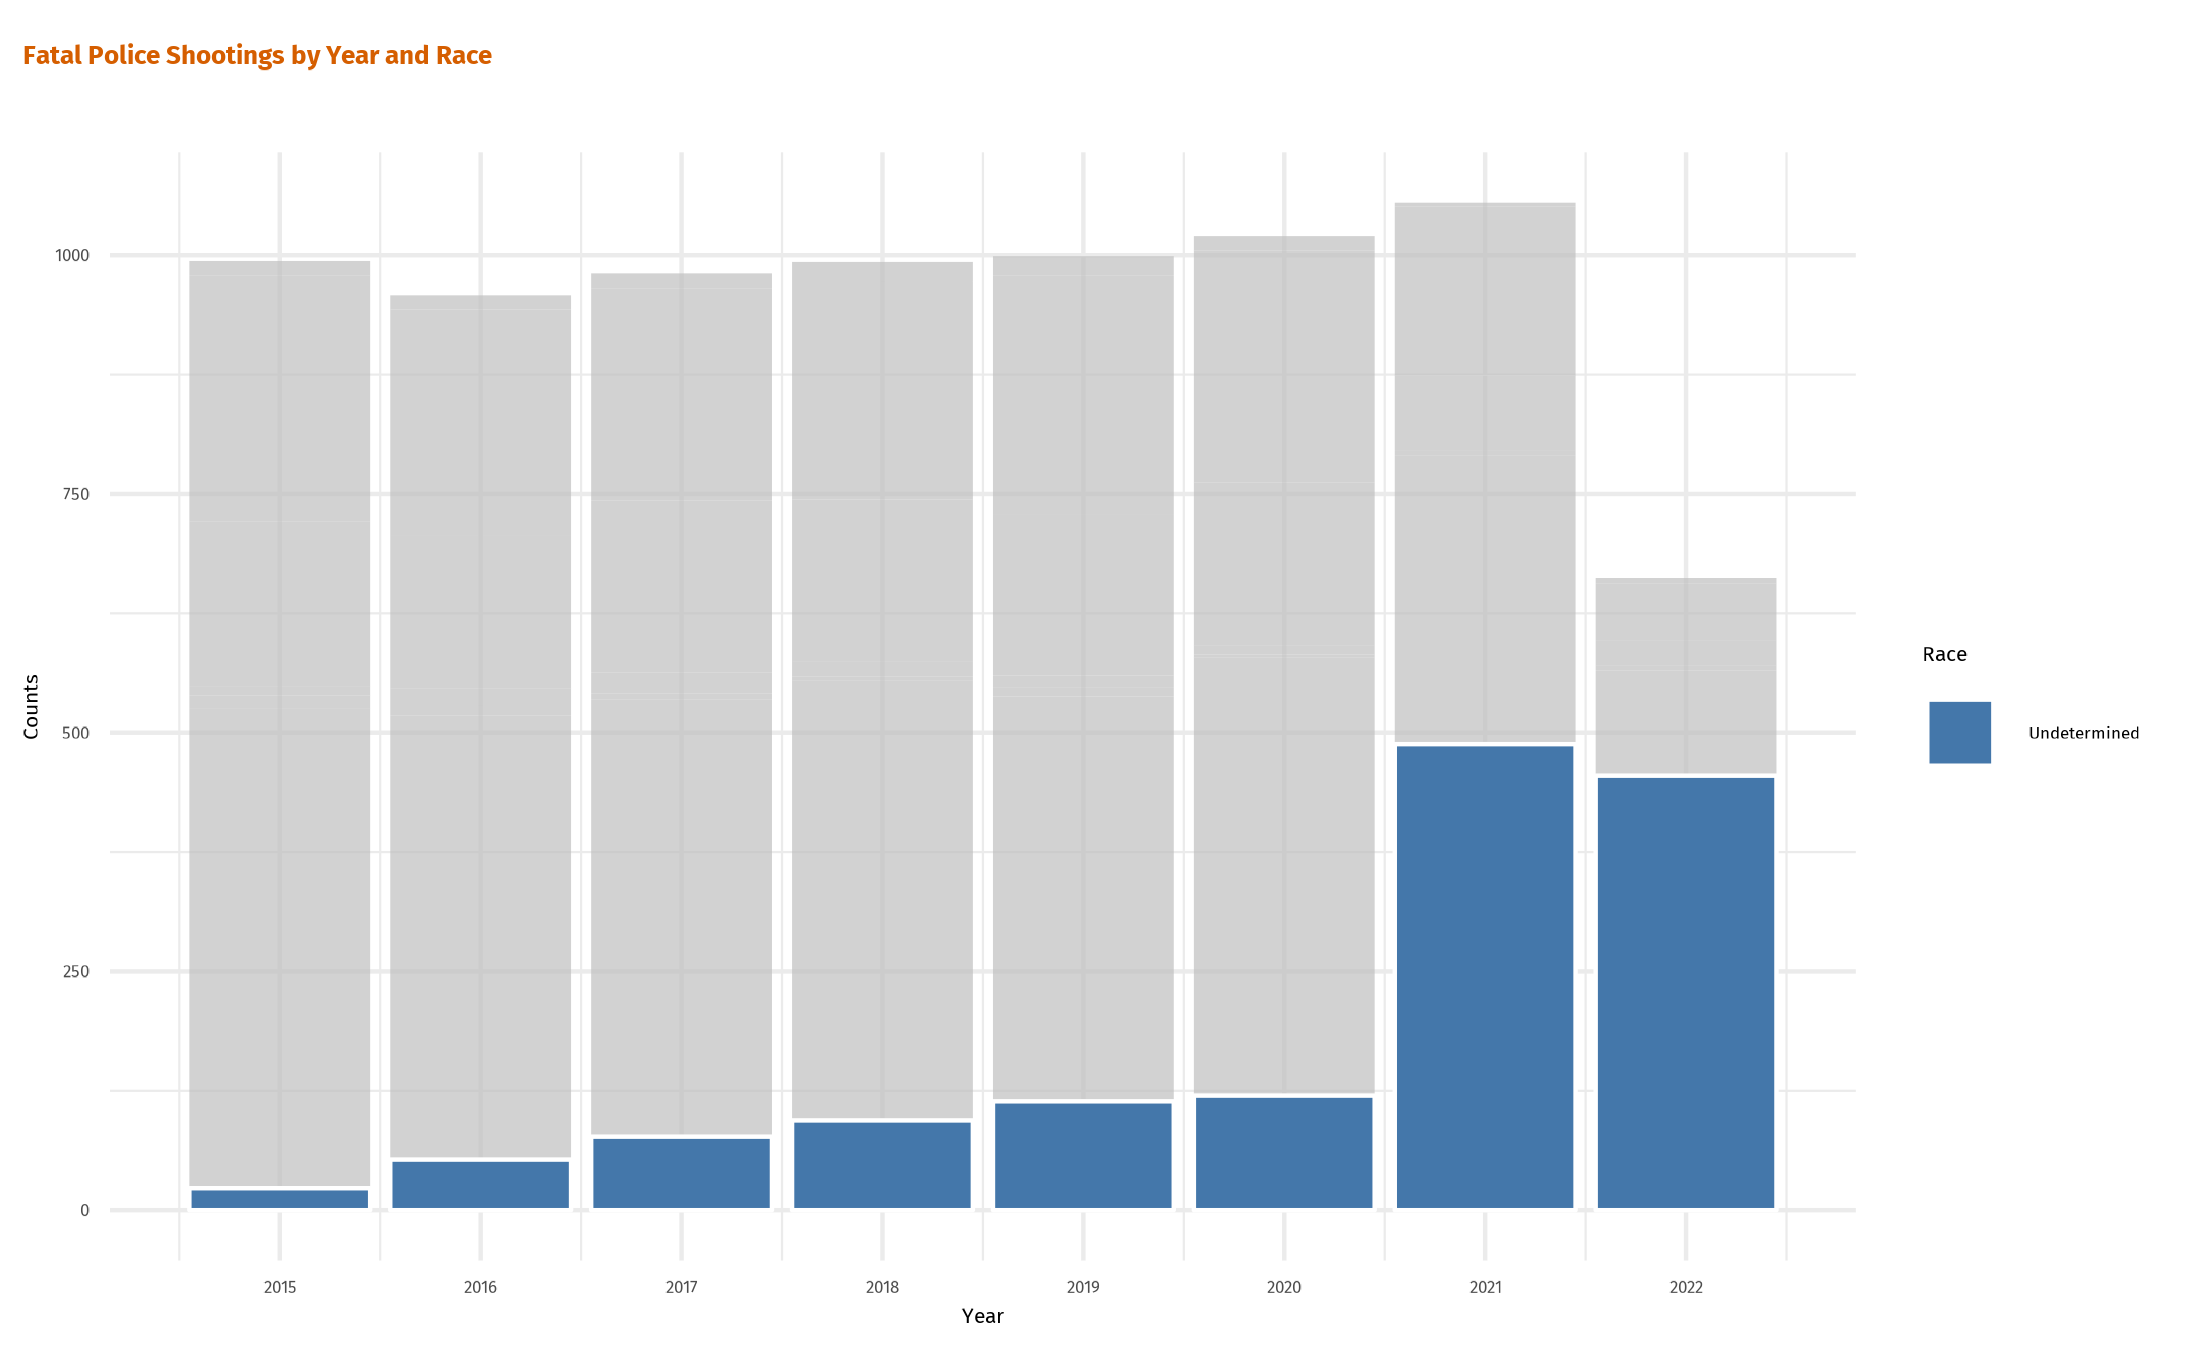 Fatal Police Shootings by Year and Race
1000
750
500
250
0
Counts
2015 2016 2017 2018 2019 2020 2021 2022
Year
Race
Undetermined